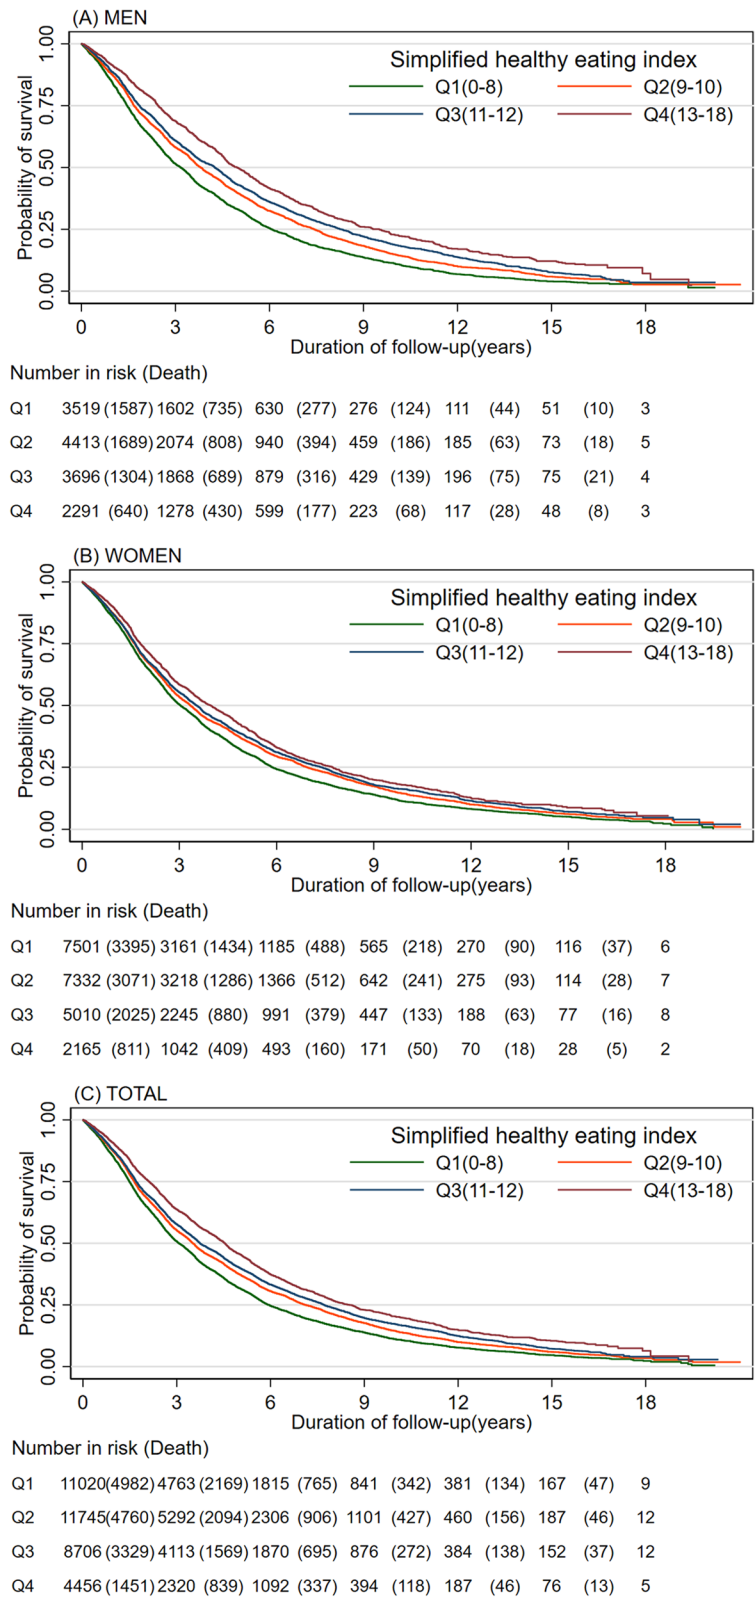 (A) MEN
Probability of survival
1.00
0.75
0.50
0.25
0.00
Simplified healthy eating index
Q1(0-8) Q2(9-10)
Q3(11-12) Q4(13-18)
0 3 6 9 12 15 18
Duration of follow-up(years)
Number in risk (Death)
Q1 3519 (1587) 1602 (735) 630 (277) 276 (124) 111 (44) 51 (10) 3
Q2 4413 (1689) 2074 (808) 940 (394) 459 (186) 185 (63) 73 (18) 5
Q3 3696 (1304) 1868 (689) 879 (316) 429 (139) 196 (75) 75 (21) 4
Q4 2291 (640) 1278 (430) 599 (177) 223 (68) 117 (28) 48 (8) 3
(B) WOMEN
Probability of survival
1.00
0.75
0.50
0.25
0.00
Simplified healthy eating index
Q1(0-8) Q2(9-10)
Q3(11-12) Q4(13-18)
0 3 6 9 12 15 18
Duration of follow-up(years)
Number in risk (Death)
Q1 7501 (3395) 3161 (1434) 1185 (488) 565 (218) 270 (90) 116 (37) 6
Q2 7332 (3071) 3218 (1286) 1366 (512) 642 (241) 275 (93) 114 (28) 7
Q3 5010 (2025) 2245 (880) 991 (379) 447 (133) 188 (63) 77 (16) 8
Q4 2165 (811) 1042 (409) 493 (160) 171 (50) 70 (18) 28 (5) 2
(C) TOTAL
Probability of survival
1.00
0.75
0.50
0.25
0.00
Simplified healthy eating index
Q1(0-8) Q2(9-10)
Q3(11-12) Q4(13-18)
0 3 6 9 12 15 18
Duration of follow-up(years)
Number in risk (Death)
Q1 11020(4982) 4763 (2169) 1815 (765) 841 (342) 381 (134) 167 (47) 9
Q2 11745(4760) 5292 (2094) 2306 (906) 1101 (427) 460 (156) 187 (46) 12
Q3 8706 (3329) 4113 (1569) 1870 (695) 876 (272) 384 (138) 152 (37) 12
Q4 4456 (1451) 2320 (839) 1092 (337) 394 (118) 187 (46) 76 (13) 5